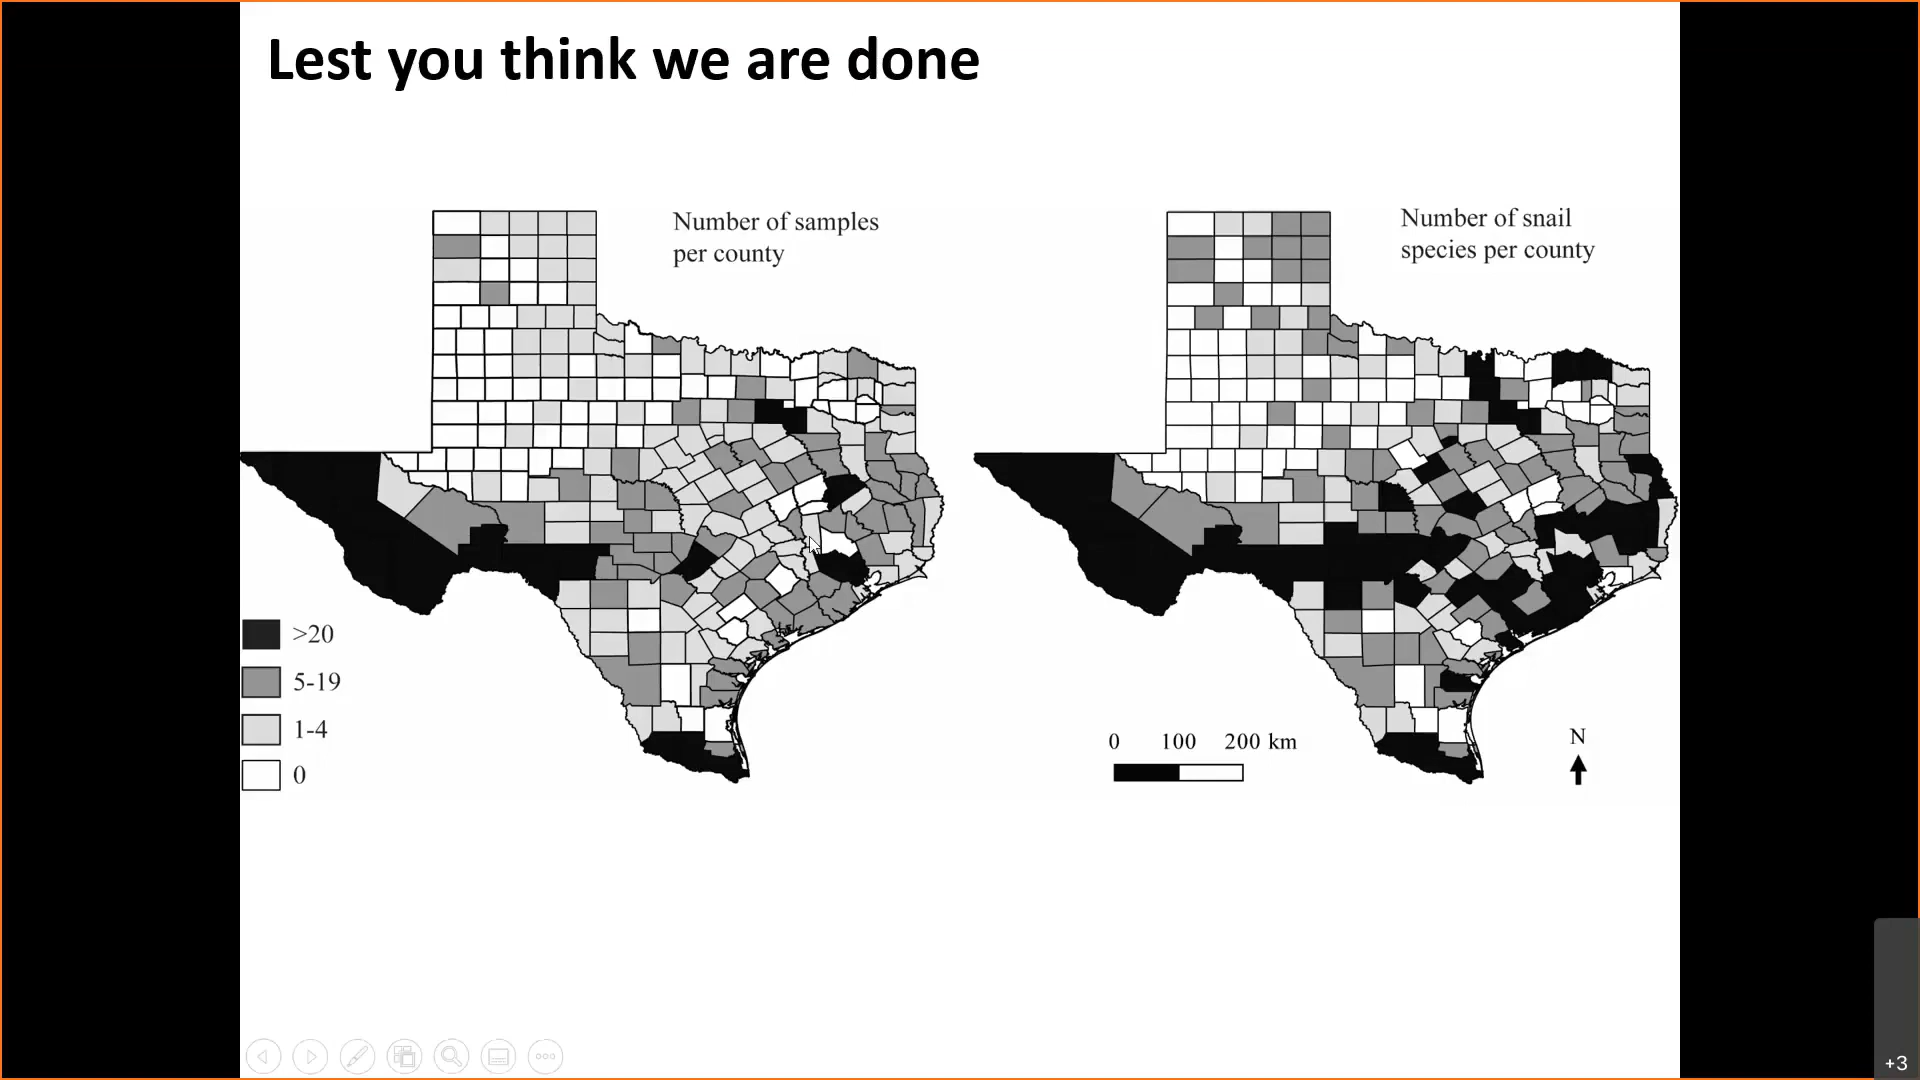 Lest you think we are done
Number of samples
per county
Number of snail
species per county
>20
5-19
1-4
0
0 100 200 km
N
+3